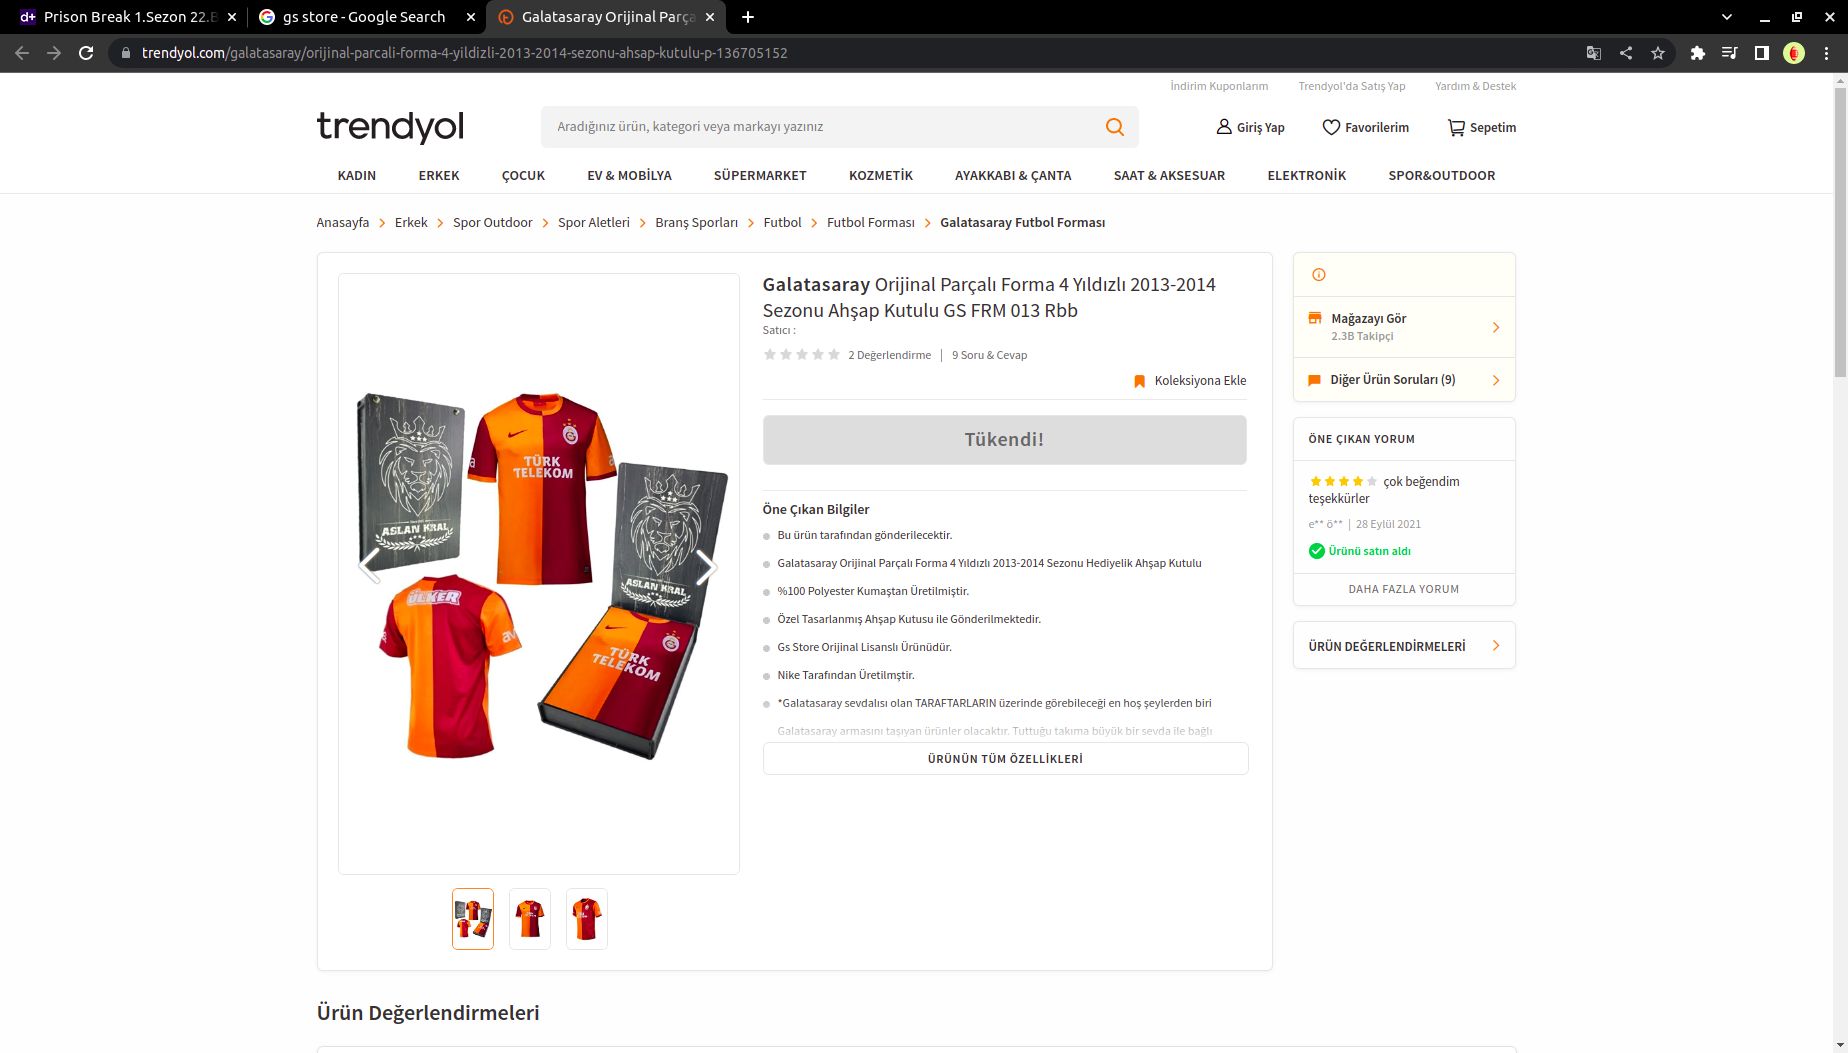 Prison Break 1.Sezon 22.B
gs store - Google Search
Galatasaray Orijinal Parça
trendyol.com/galatasaray/orijinal-parcali-forma-4-yildizli-2013-2014-sezonu-ahsap-kutulu-p-136705152
İndirim Kuponlarım
Trendyol'da Satış Yap
Yardım & Destek
trendyol
Aradığınız ürün, kategori veya markayı yazınız
Giriş Yap
Favorilerim
Sepetim
KADIN
ERKEK
ÇOCUK
EV & MOBİLYA
SÜPERMARKET
KOZMETİK
AYAKKABI & ÇANTA
SAAT & AKSESUAR
ELEKTRONİK
SPOR&OUTDOOR
Anasayfa > Erkek > Spor Outdoor > Spor Aletleri > Branş Sporları > Futbol > Futbol Forması > Galatasaray Futbol Forması
ASLAN KRAL
TÜRK
TELEKOM
ASLAN KRAL
ÜLKER
TÜRK
TELEKOM
Galatasaray Orijinal Parçalı Forma 4 Yıldızlı 2013-2014
Sezonu Ahşap Kutulu GS FRM 013 Rbb
Satıcı :
2 Değerlendirme | 9 Soru & Cevap
Koleksiyona Ekle
Tükendi!
Öne Çıkan Bilgiler
Bu ürün tarafından gönderilecektir.
Galatasaray Orijinal Parçalı Forma 4 Yıldızlı 2013-2014 Sezonu Hediyelik Ahşap Kutulu
%100 Polyester Kumaştan Üretilmiştir.
Özel Tasarlanmış Ahşap Kutusu ile Gönderilmektedir.
Gs Store Orijinal Lisanslı Ürünüdür.
Nike Tarafından Üretilmştir.
*Galatasaray sevdalısı olan TARAFTARLARIN üzerinde görebileceği en hoş şeylerden biri
Galatasaray armasını taşıyan ürünler olacaktır. Tuttuğu takıma büyük bir sevda ile bağlı
ÜRÜNÜN TÜM ÖZELLİKLERİ
Mağazayı Gör
2.3B Takipçi
Diğer Ürün Soruları (9)
ÖNE ÇIKAN YORUM
çok beğendim
teşekkürler
e** ö** | 28 Eylül 2021
Ürünü satın aldı
DAHA FAZLA YORUM
ÜRÜN DEĞERLENDİRMELERİ
Ürün Değerlendirmeleri